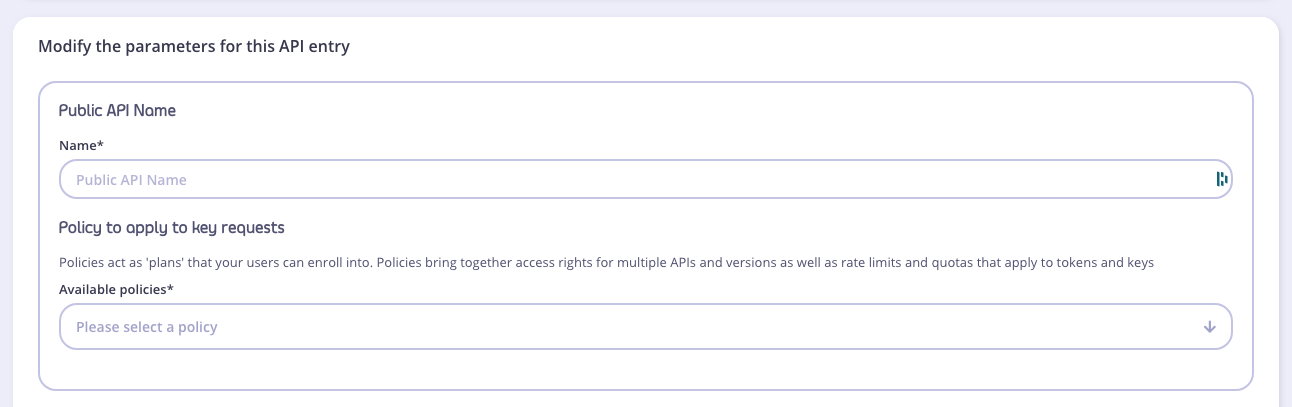 Modify the parameters for this API entry
Public API Name
Name*
Public API Name
Policy to apply to key requests
Policies act as 'plans' that your users can enroll into. Policies bring together access rights for multiple APIs and versions as well as rate limits and quotas that apply to tokens and keys
Available policies*
Please select a policy